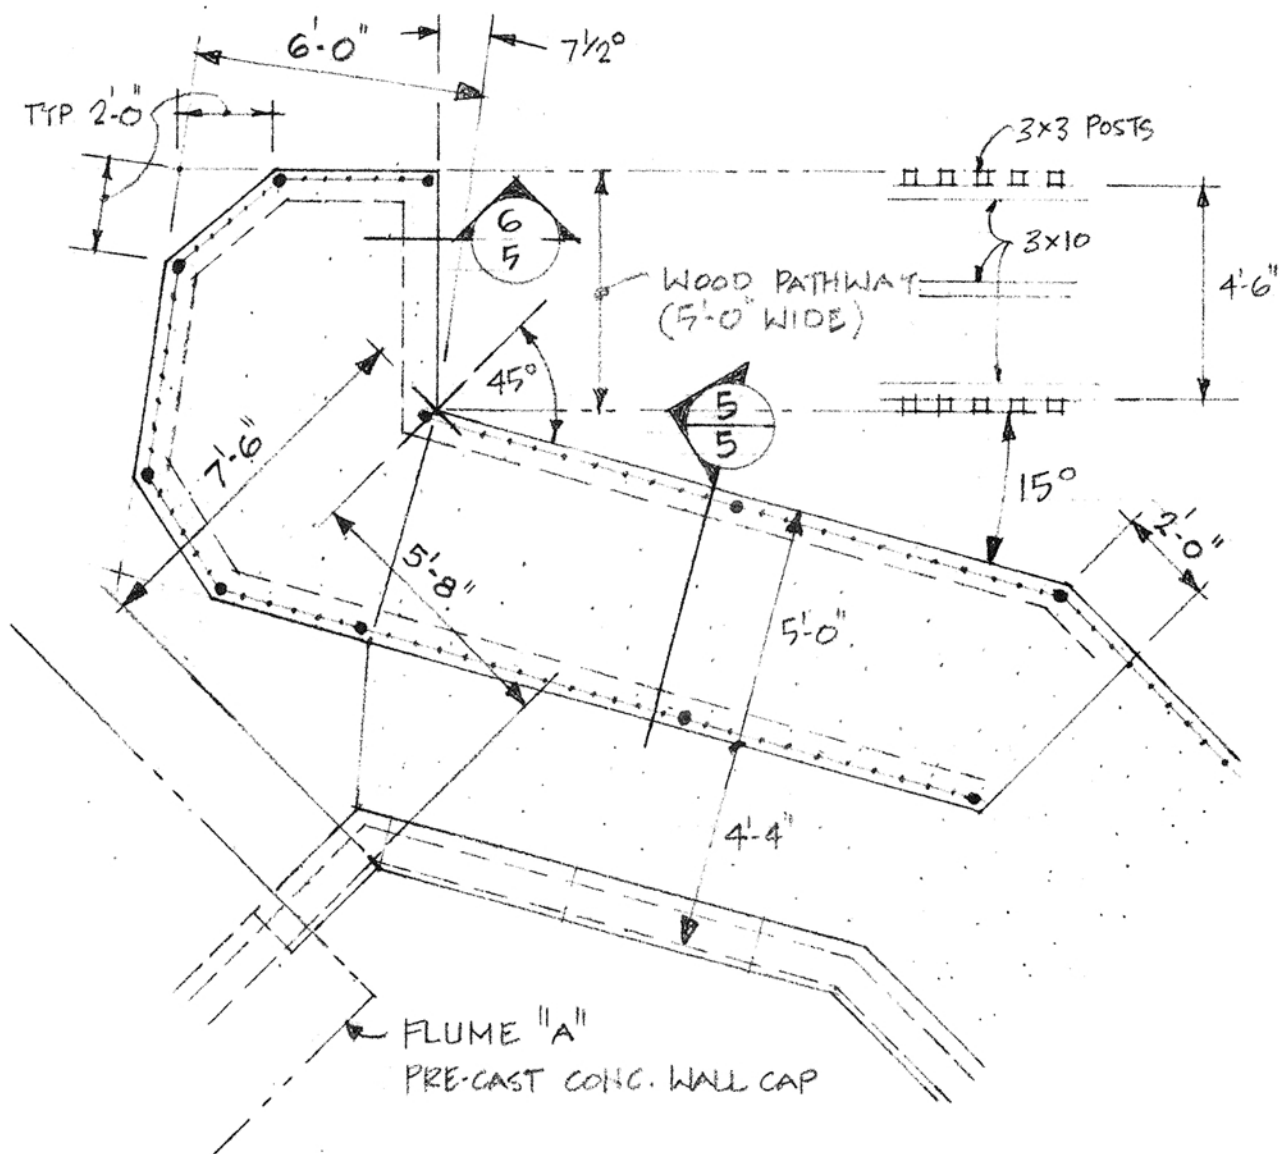 6'-0"
7½°
TYP 2'-0"
3×3 POSTS
6
5
3×10
WOOD PATHWAY
(5'-0" WIDE)
4'-6"
45°
5
5
7'-6"
15°
2'-0"
5'-8"
5'-0"
4'-4"
FLUME "A"
PRE-CAST CONC. WALL CAP